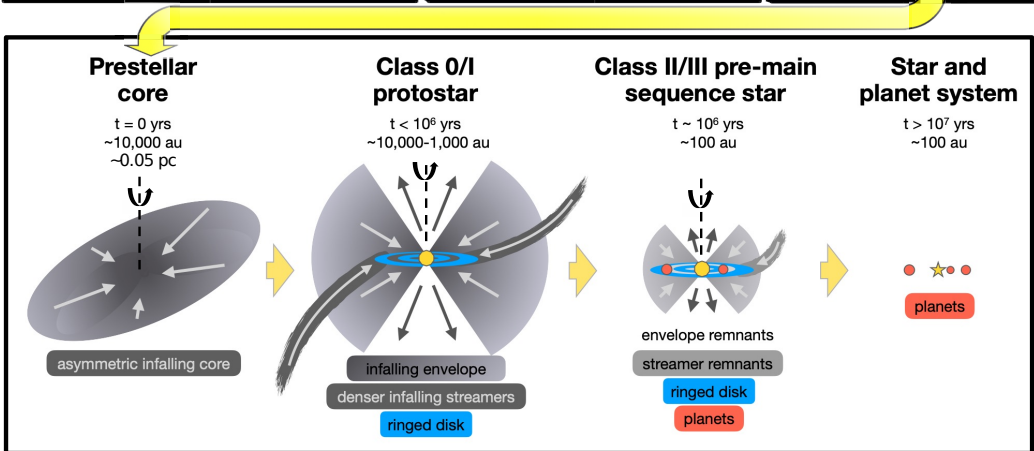 Prestellar
core
t = 0 yrs
~10,000 au
~0.05 pc
asymmetric infalling core
Class 0/I
protostar
t < 10⁶ yrs
~10,000-1,000 au
infalling envelope
denser infalling streamers
ringed disk
Class II/III pre-main
sequence star
t ~ 10⁶ yrs
~100 au
envelope remnants
streamer remnants
ringed disk
planets
Star and
planet system
t > 10⁷ yrs
~100 au
planets